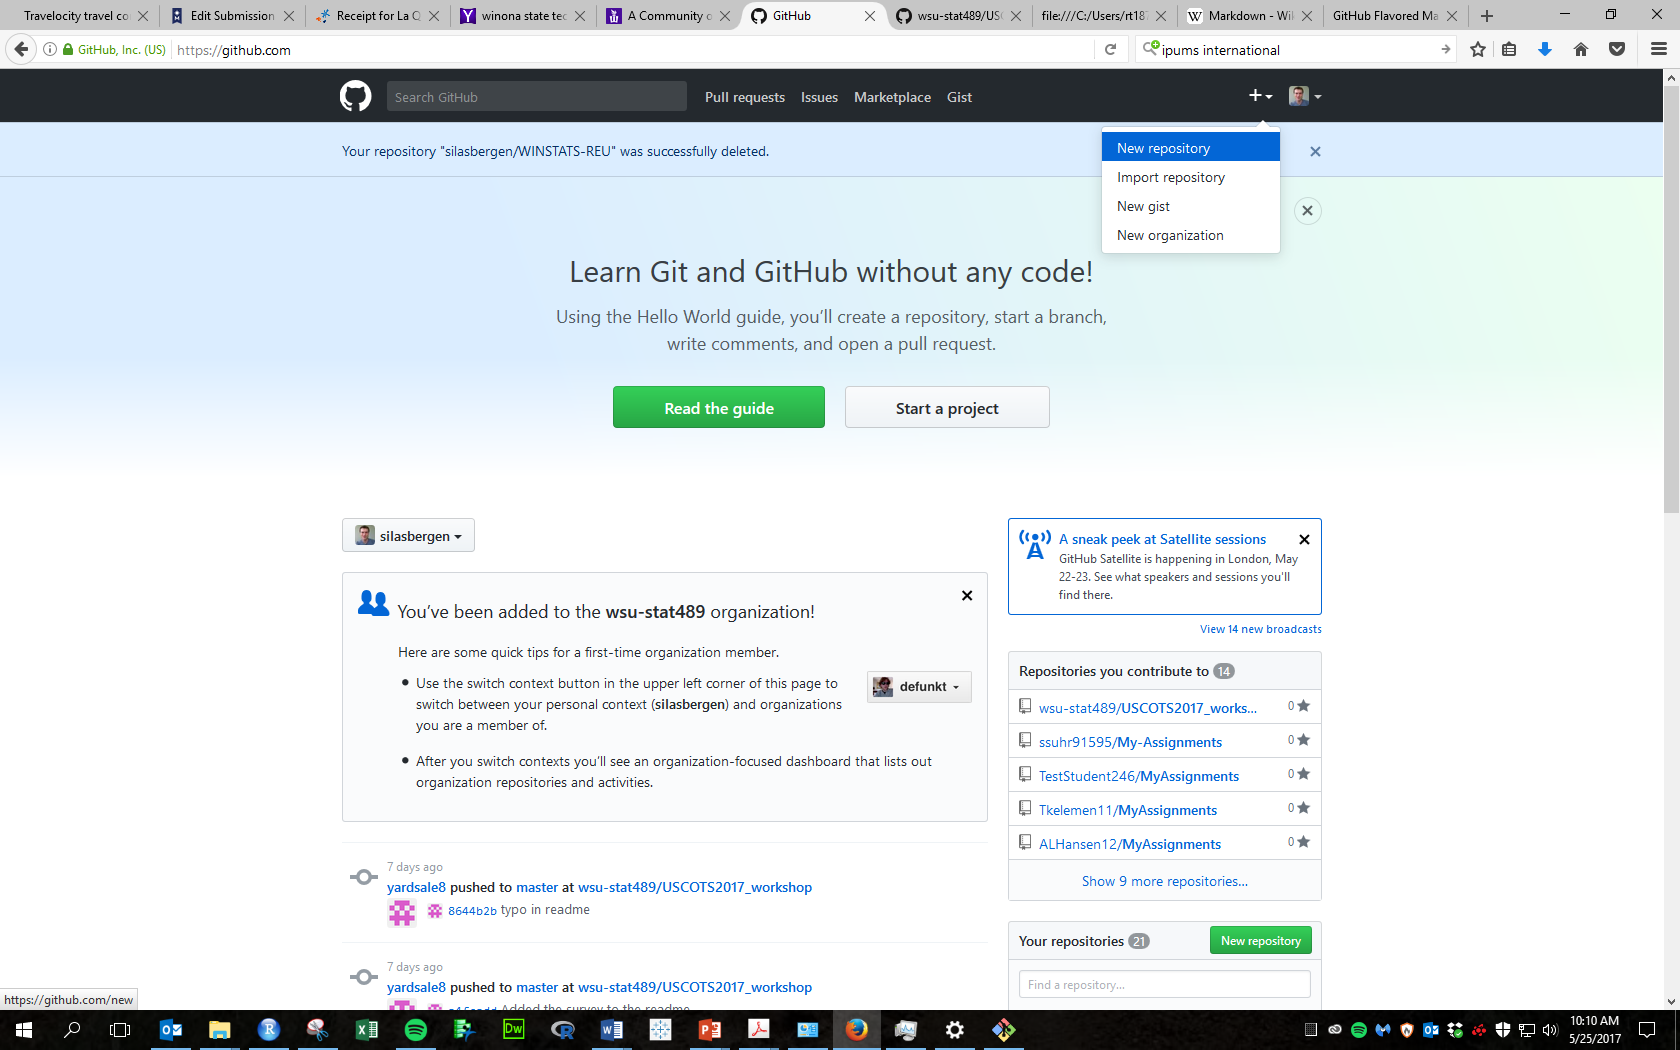 Travelocity travel co
Edit Submission
Receipt for La Q
winona state tec
A Community o
GitHub
wsu-stat489/USC
file:///C:/Users/rt187
Markdown - Wik
GitHub Flavored Ma
GitHub, Inc. (US)
https://github.com
ipums international
Search GitHub
Pull requests
Issues
Marketplace
Gist
Your repository "silasbergen/WINSTATS-REU" was successfully deleted.
New repository
Import repository
New gist
New organization
Learn Git and GitHub without any code!
Using the Hello World guide, you’ll create a repository, start a branch,
write comments, and open a pull request.
Read the guide
Start a project
silasbergen
You’ve been added to the wsu-stat489 organization!
Here are some quick tips for a first-time organization member.
Use the switch context button in the upper left corner of this page to
switch between your personal context (silasbergen) and organizations
you are a member of.
defunkt
After you switch contexts you’ll see an organization-focused dashboard that lists out
organization repositories and activities.
7 days ago
yardsale8 pushed to master at wsu-stat489/USCOTS2017_workshop
8644b2b typo in readme
7 days ago
yardsale8 pushed to master at wsu-stat489/USCOTS2017_workshop
Added the survey to the readme
A sneak peek at Satellite sessions
GitHub Satellite is happening in London, May
22-23. See what speakers and sessions you'll
find there.
View 14 new broadcasts
Repositories you contribute to 14
wsu-stat489/USCOTS2017_works... 0
ssuhr91595/My-Assignments 0
TestStudent246/MyAssignments 0
Tkelemen11/MyAssignments 0
ALHansen12/MyAssignments 0
Show 9 more repositories...
Your repositories 21
New repository
Find a repository...
https://github.com/new
10:10 AM
5/25/2017